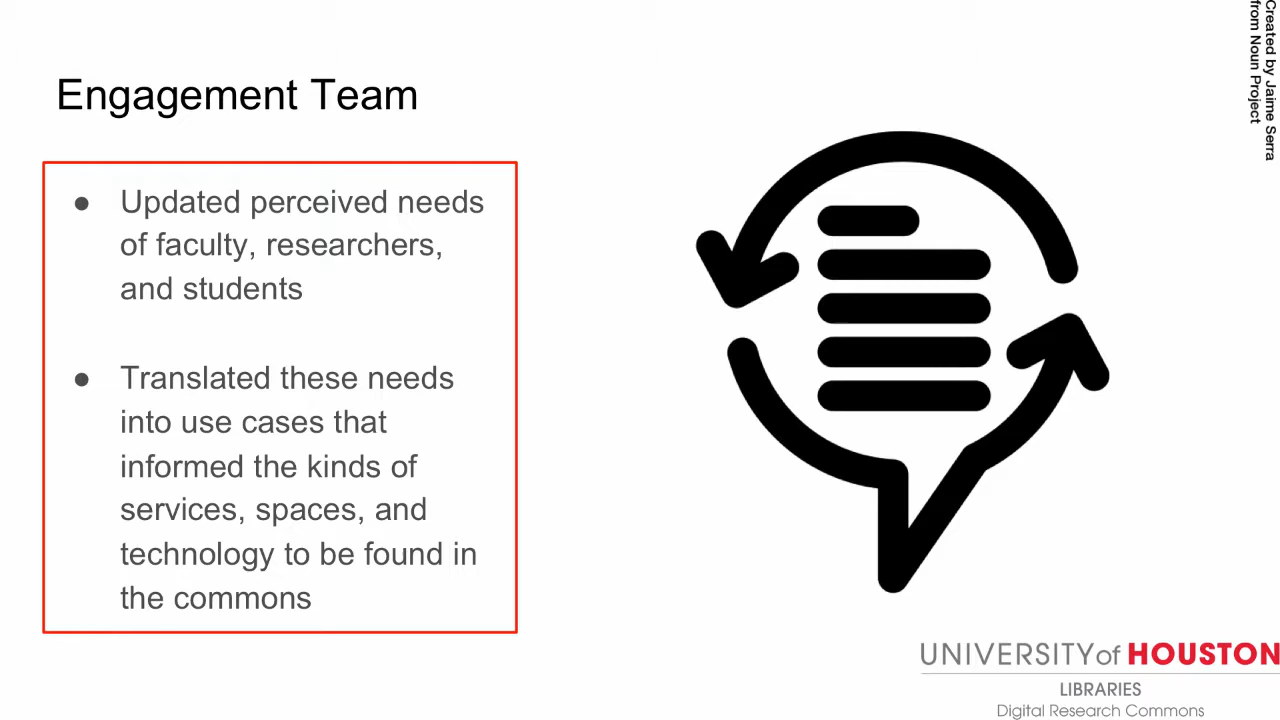 Engagement Team
● Updated perceived needs
of faculty, researchers,
and students
● Translated these needs
into use cases that
informed the kinds of
services, spaces, and
technology to be found in
the commons
Created by Jaime Serra
from Noun Project
UNIVERSITY of HOUSTON
LIBRARIES
Digital Research Commons